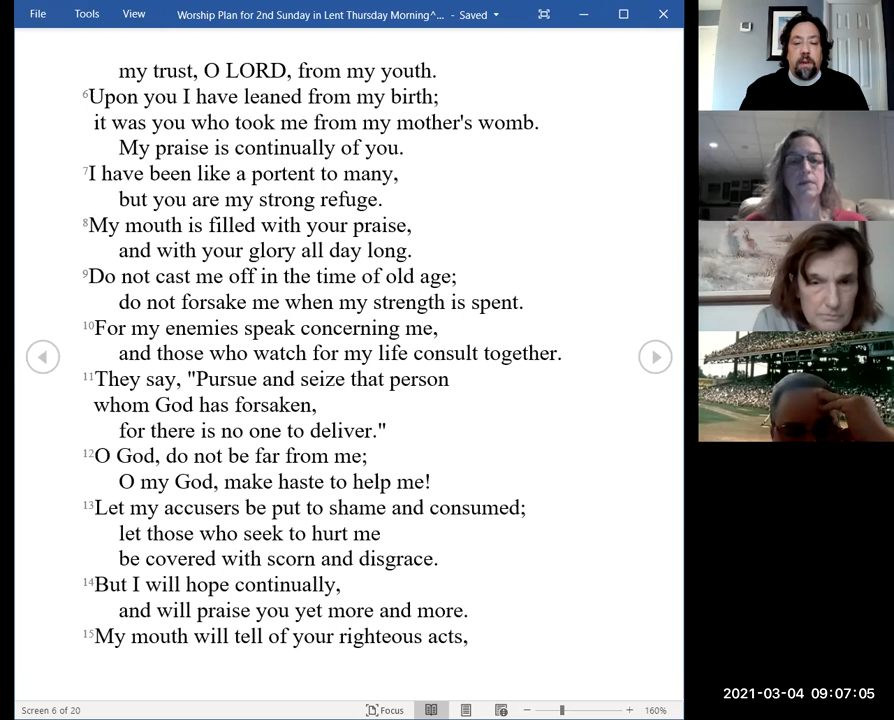 File Tools View Worship Plan for 2nd Sunday in Lent Thursday Morning^... - Saved
my trust, O LORD, from my youth.
6Upon you I have leaned from my birth;
it was you who took me from my mother's womb.
My praise is continually of you.
7I have been like a portent to many,
but you are my strong refuge.
8My mouth is filled with your praise,
and with your glory all day long.
9Do not cast me off in the time of old age;
do not forsake me when my strength is spent.
10For my enemies speak concerning me,
and those who watch for my life consult together.
11They say, "Pursue and seize that person
whom God has forsaken,
for there is no one to deliver."
12O God, do not be far from me;
O my God, make haste to help me!
13Let my accusers be put to shame and consumed;
let those who seek to hurt me
be covered with scorn and disgrace.
14But I will hope continually,
and will praise you yet more and more.
15My mouth will tell of your righteous acts,
2021-03-04 09:07:05
Screen 6 of 20 Focus 160%